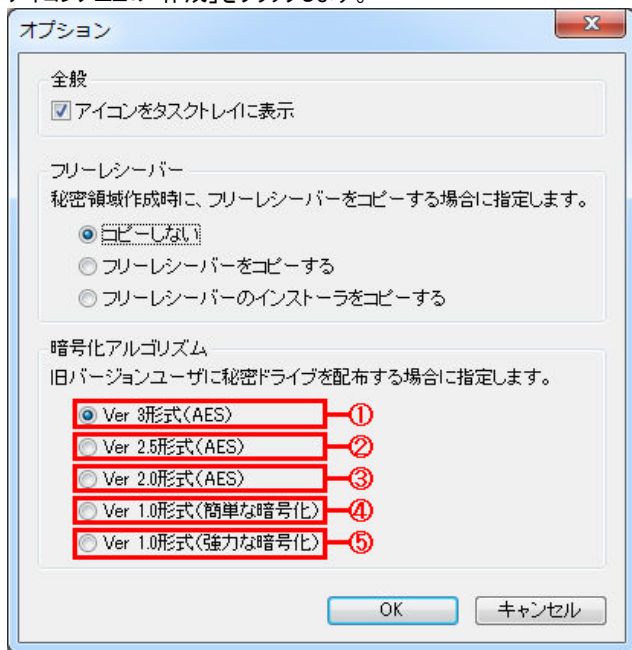 オプション
全般
アイコンをタスクトレイに表示
フリーレシーバー
秘密領域作成時に、フリーレシーバーをコピーする場合に指定します。
コピーしない
フリーレシーバーをコピーする
フリーレシーバーのインストーラをコピーする
暗号化アルゴリズム
旧バージョンユーザに秘密ドライブを配布する場合に指定します。
Ver 3形式(AES) ①
Ver 2.5形式(AES) ②
Ver 2.0形式(AES) ③
Ver 1.0形式(簡単な暗号化) ④
Ver 1.0形式(強力な暗号化) ⑤
OK キャンセル